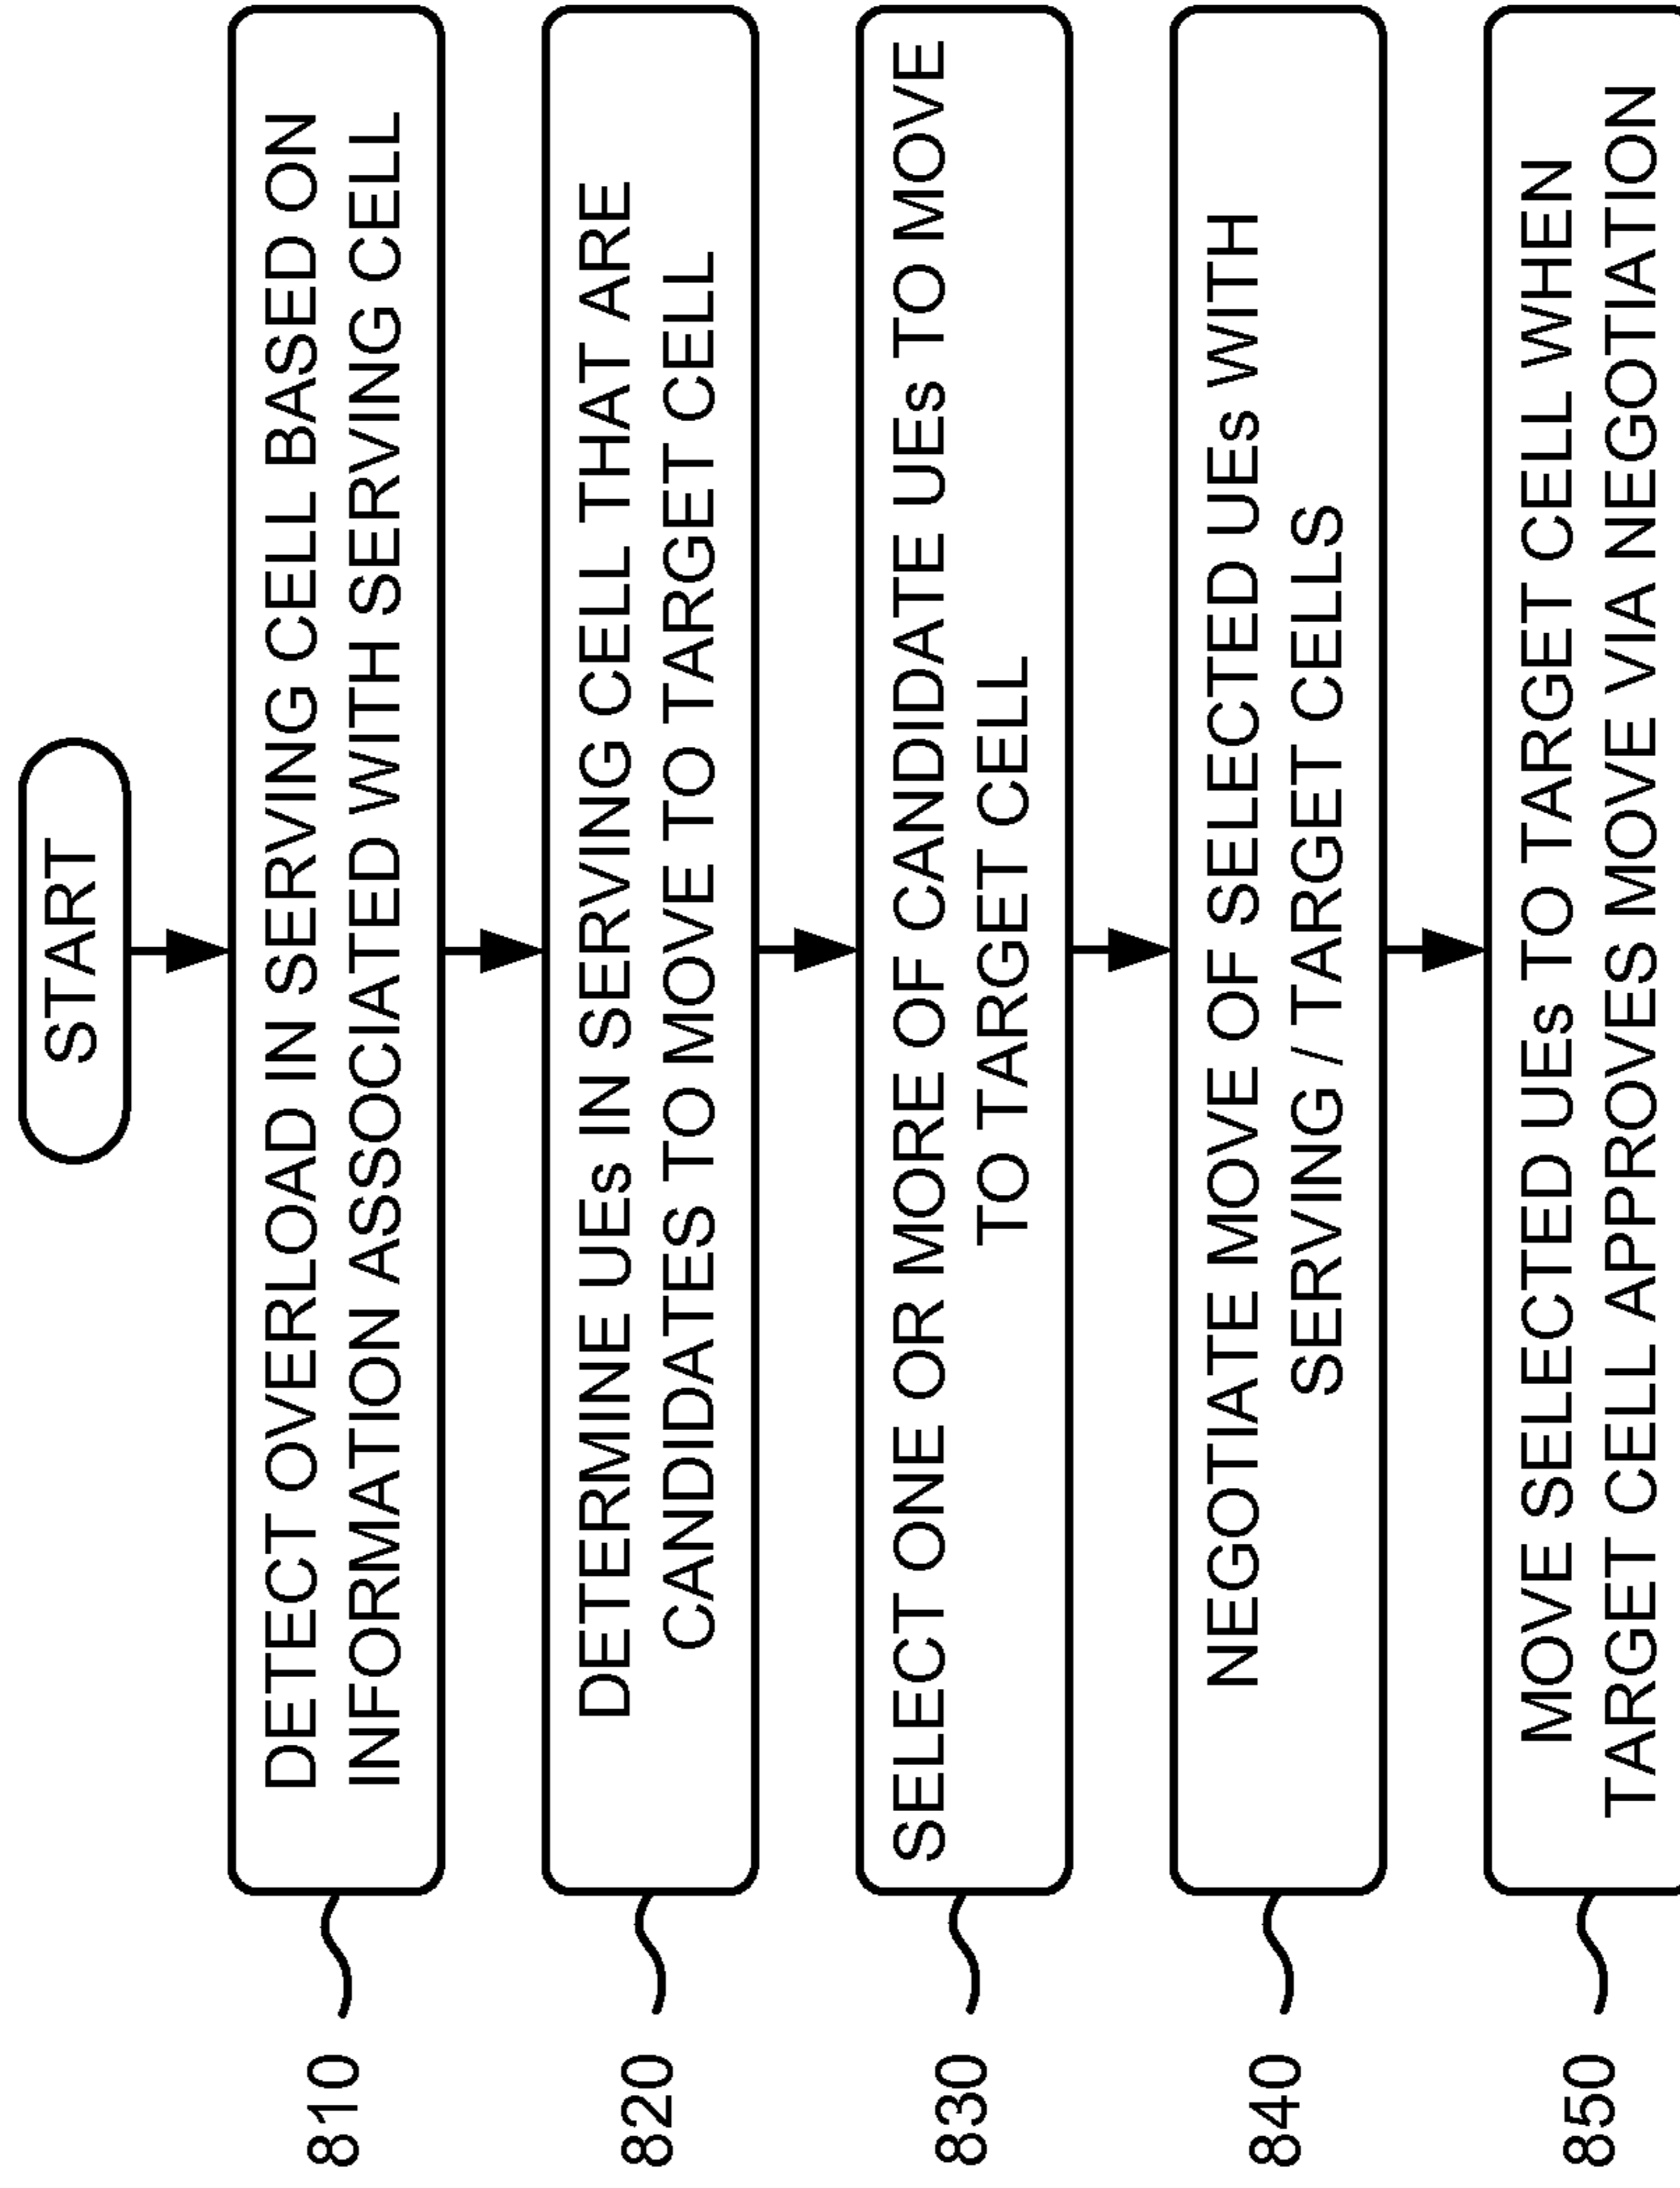 START
810
DETECT OVERLOAD IN SERVING CELL BASED ON
INFORMATION ASSOCIATED WITH SERVING CELL
820
DETERMINE UEs IN SERVING CELL THAT ARE
CANDIDATES TO MOVE TO TARGET CELL
830
SELECT ONE OR MORE OF CANDIDATE UEs TO MOVE
TO TARGET CELL
840
NEGOTIATE MOVE OF SELECTED UEs WITH
SERVING / TARGET CELLS
850
MOVE SELECTED UEs TO TARGET CELL WHEN
TARGET CELL APPROVES MOVE VIA NEGOTIATION